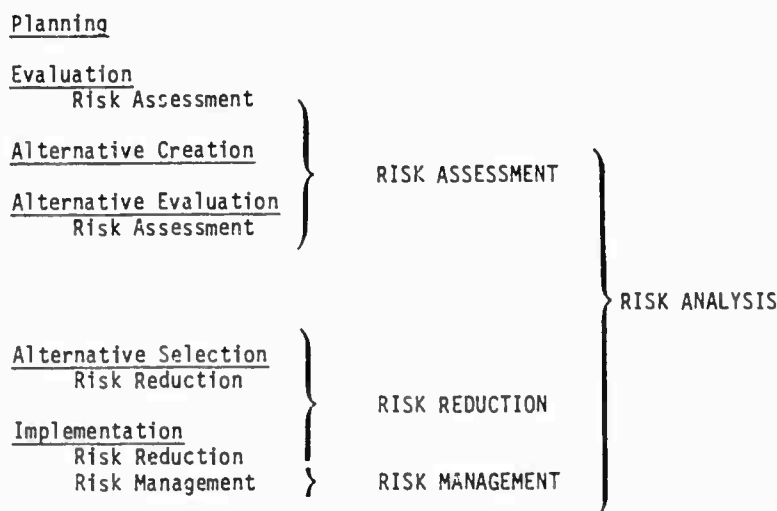 Planning
Evaluation
Risk Assessment
Alternative Creation
RISK ASSESSMENT
Alternative Evaluation
Risk Assessment
RISK ANALYSIS
Alternative Selection
Risk Reduction
RISK REDUCTION
Implementation
Risk Reduction
Risk Management
RISK MANAGEMENT